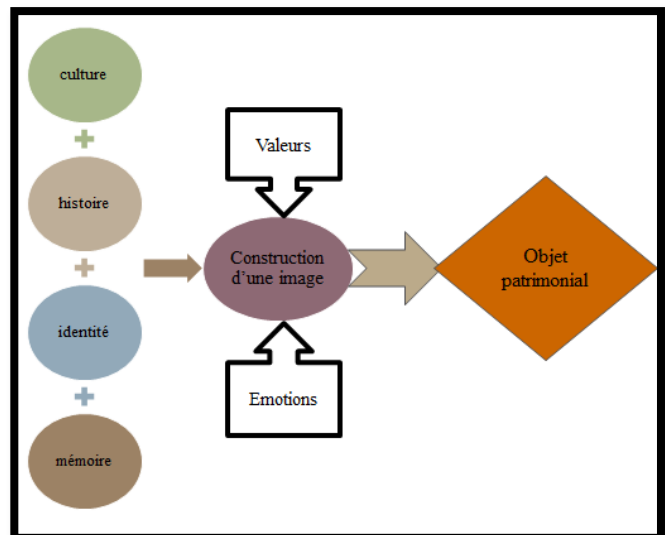 culture
histoire
identité
mémoire
Valeurs
Construction
d'une image
Emotions
Objet
patrimonial